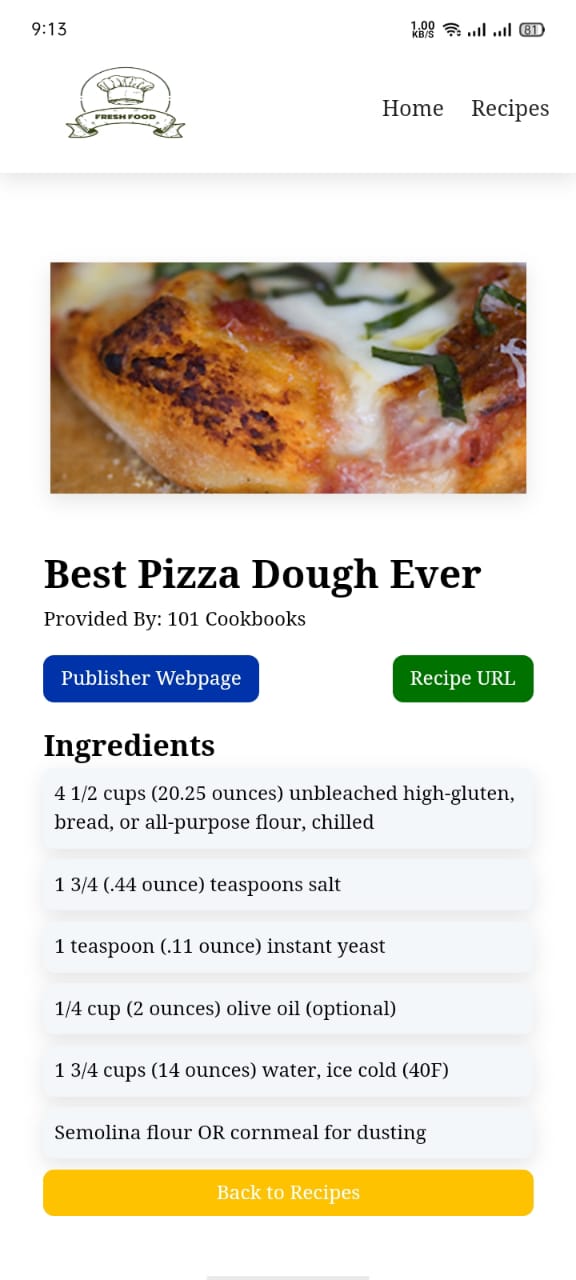 9:13
1.00
KB/S
81
FRESH FOOD
Home Recipes
Best Pizza Dough Ever
Provided By: 101 Cookbooks
Publisher Webpage
Recipe URL
Ingredients
4 1/2 cups (20.25 ounces) unbleached high-gluten,
bread, or all-purpose flour, chilled
1 3/4 (.44 ounce) teaspoons salt
1 teaspoon (.11 ounce) instant yeast
1/4 cup (2 ounces) olive oil (optional)
1 3/4 cups (14 ounces) water, ice cold (40F)
Semolina flour OR cornmeal for dusting
Back to Recipes